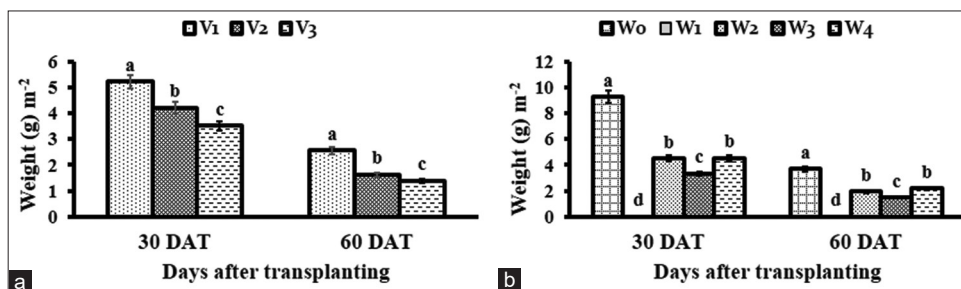 V1 V2 V3
Weight (g) m-2
6
5
4
3
2
1
0
a
b
c
a
b
c
30 DAT
60 DAT
Days after transplanting
a
W0 W1 W2 W3 W4
Weight (g) m-2
12
10
8
6
4
2
0
a
d
b
c
b
a
d
b
c
b
30 DAT
60 DAT
Days after transplanting
b